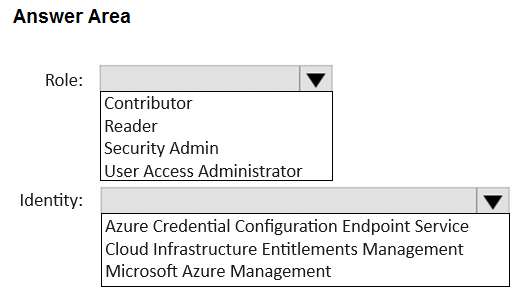 Answer Area
Role:
Contributor
Reader
Security Admin
User Access Administrator
Identity:
Azure Credential Configuration Endpoint Service
Cloud Infrastructure Entitlements Management
Microsoft Azure Management